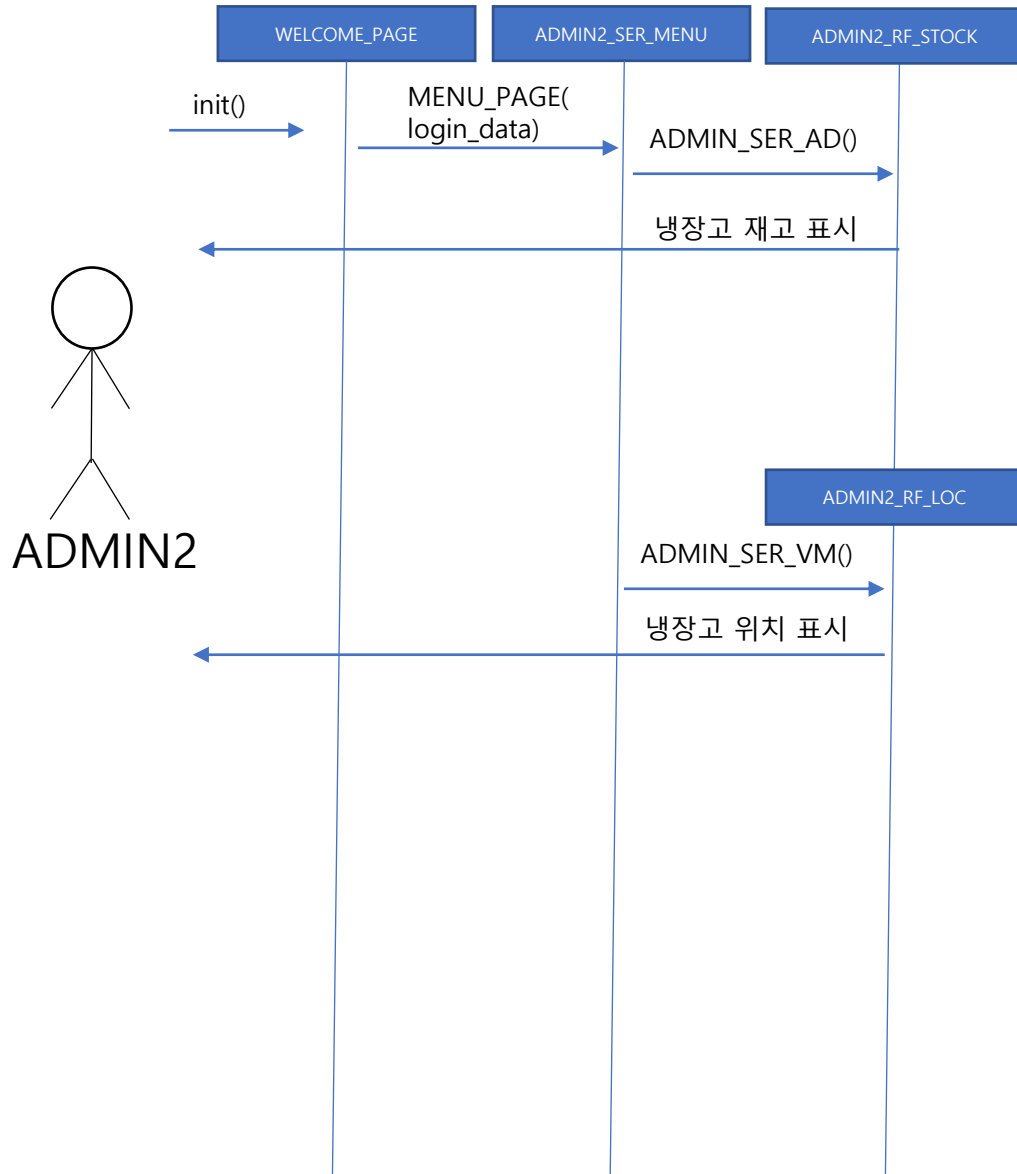 WELCOME_PAGE
ADMIN2_SER_MENU
ADMIN2_RF_STOCK
init()
MENU_PAGE(
login_data)
ADMIN_SER_AD()
냉장고 재고 표시
ADMIN2_RF_LOC
ADMIN2
ADMIN_SER_VM()
냉장고 위치 표시